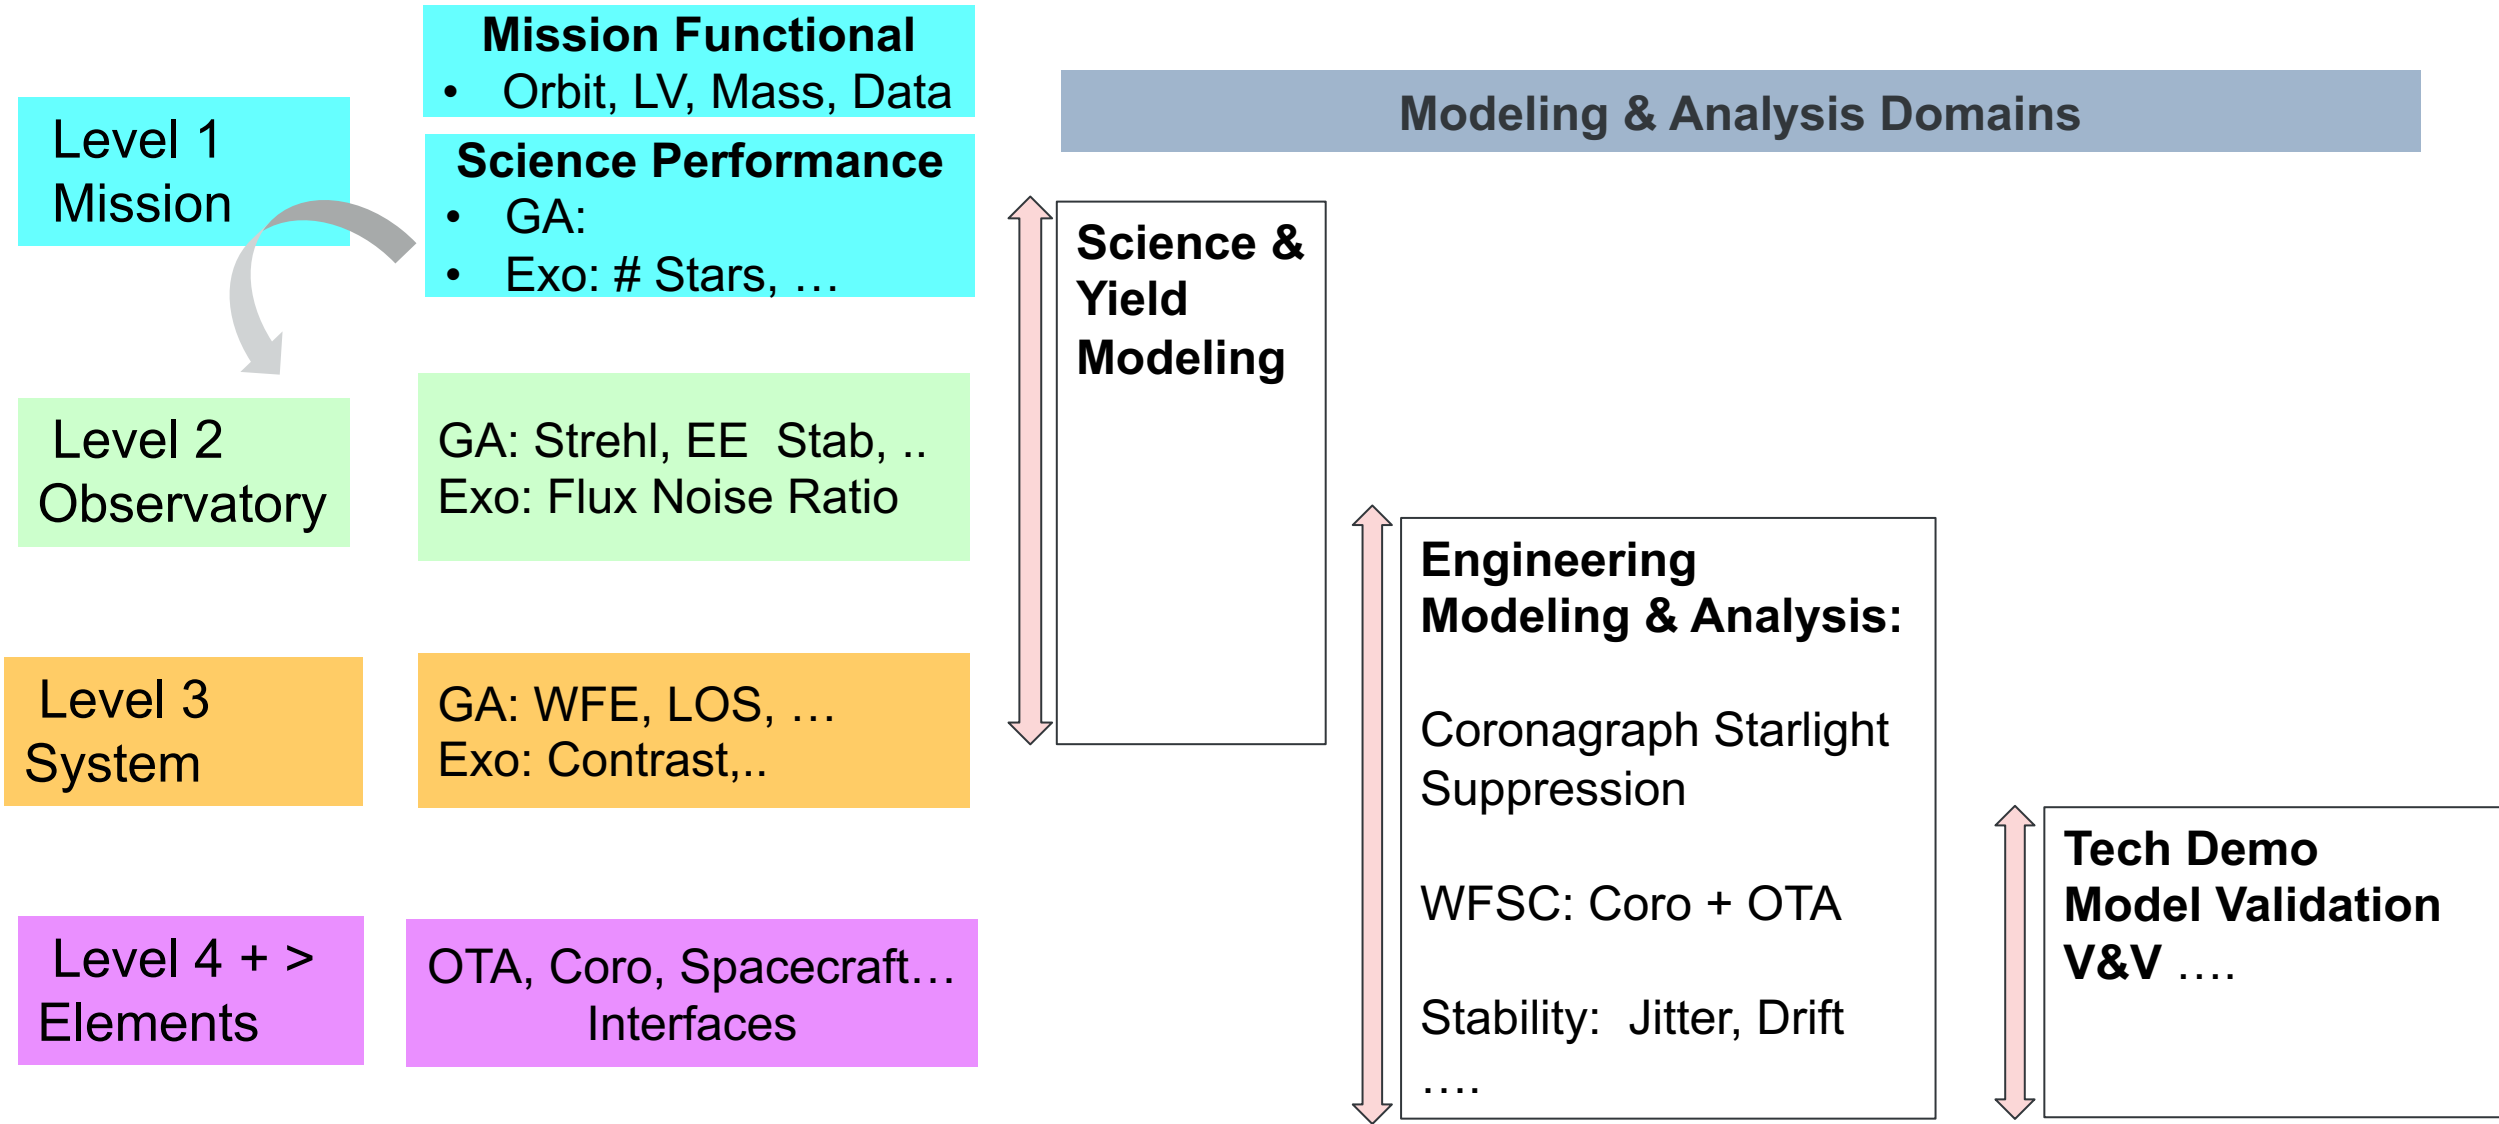 Mission Functional
• Orbit, LV, Mass, Data
Level 1
Mission
Science Performance
• GA:
• Exo: # Stars, …
Modeling & Analysis Domains
Science &
Yield
Modeling
Level 2
Observatory
GA: Strehl, EE  Stab, ..
Exo: Flux Noise Ratio
Engineering
Modeling & Analysis:
Coronagraph Starlight
Suppression
WFSC: Coro + OTA
Stability:  Jitter, Drift
….
Level 3
System
GA: WFE, LOS, …
Exo: Contrast,..
Tech Demo
Model Validation
V&V ….
Level 4 + >
Elements
OTA, Coro, Spacecraft…
Interfaces